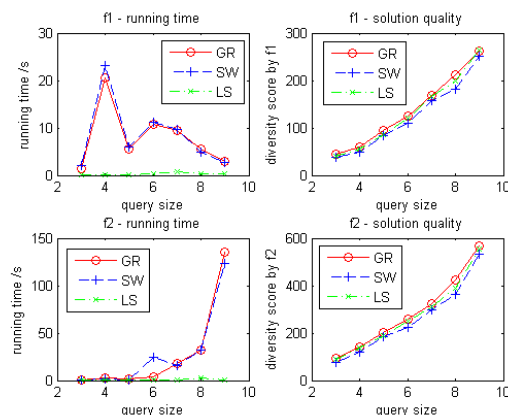 f1 - running time
running time /s
30
20
10
0
2
4
6
8
10
query size
GR
SW
LS
f1 - solution quality
diversity score by f1
300
200
100
0
2
4
6
8
10
query size
GR
SW
LS
f2 - running time
running time /s
150
100
50
0
2
4
6
8
10
query size
GR
SW
LS
f2 - solution quality
diversity score by f2
600
400
200
0
2
4
6
8
10
query size
GR
SW
LS